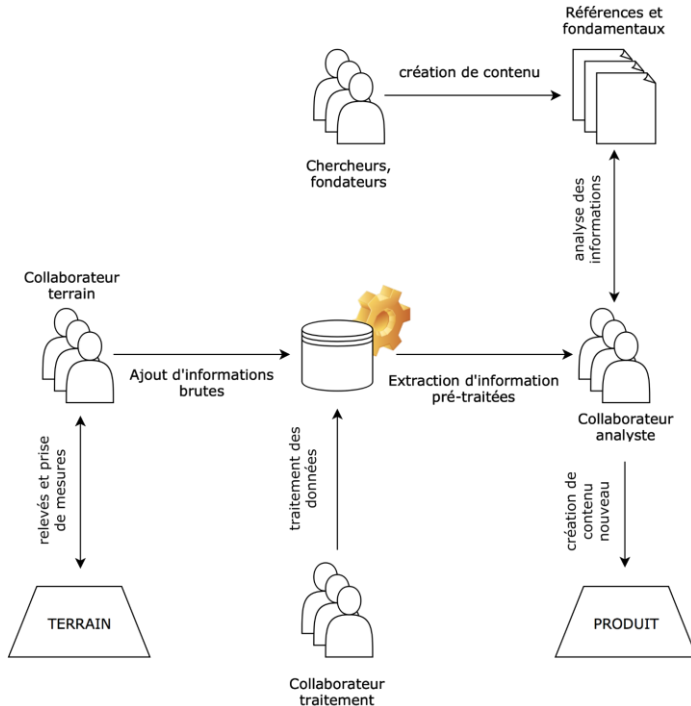 Références et
fondamentaux
création de contenu
Chercheurs,
fondateurs
analyse des
informations
Collaborateur
terrain
Ajout d'informations
brutes
Extraction d'information
pré-traitées
Collaborateur
analyste
relevés et prise
de mesures
traitement des
données
création de
contenu
nouveau
TERRAIN
PRODUIT
Collaborateur
traitement